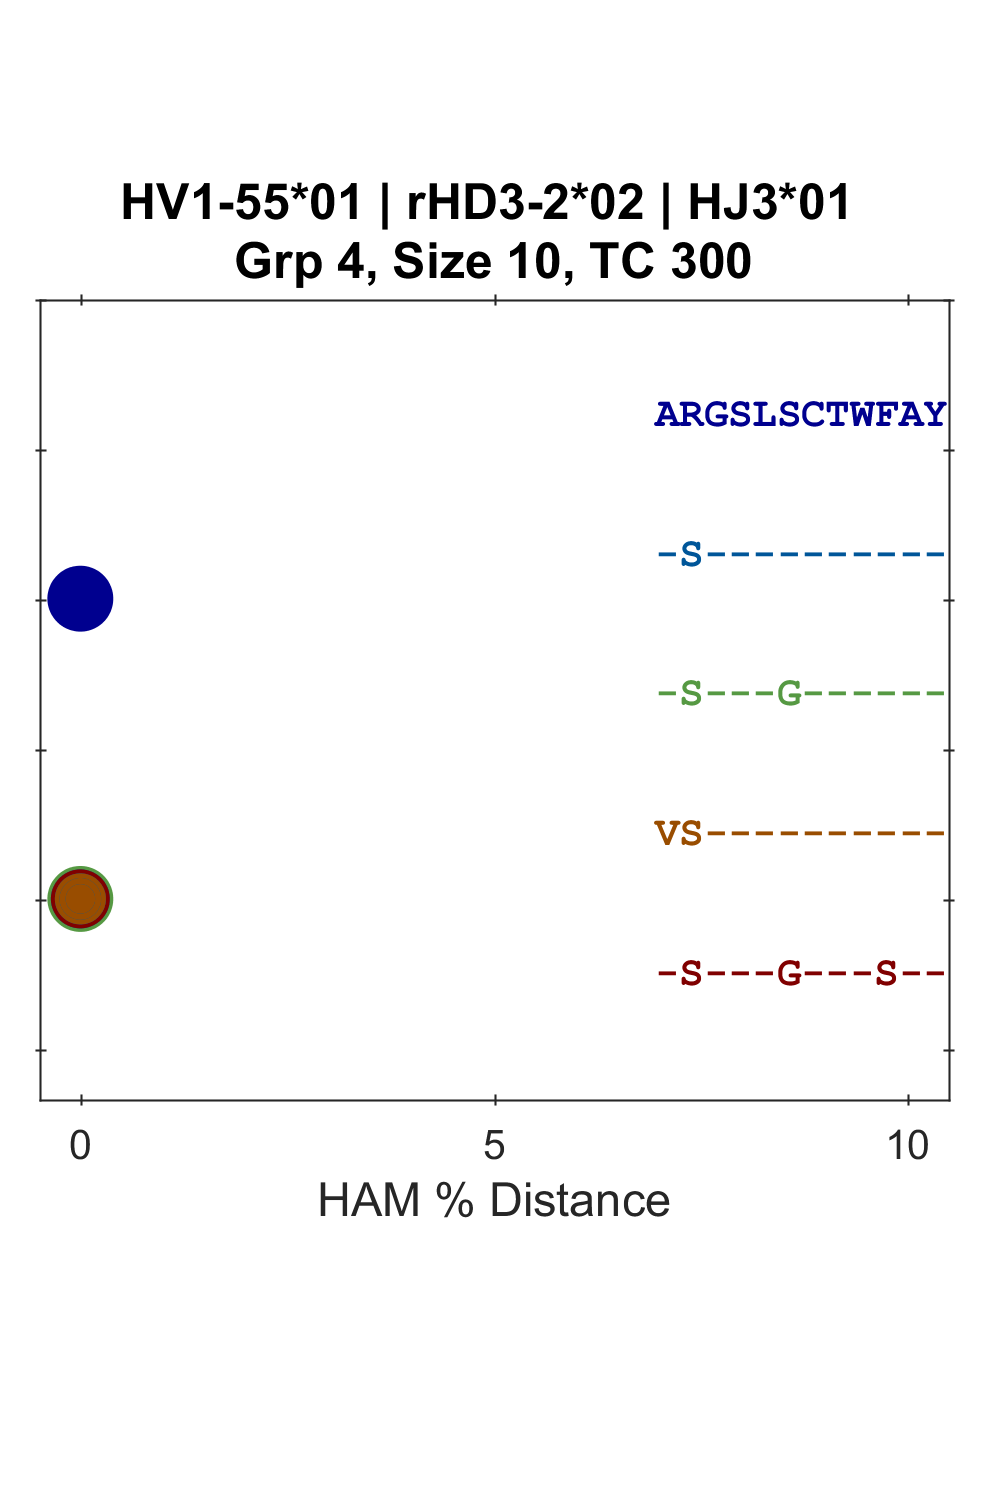 HV1-55*01 | rHD3-2*02 | HJ3*01
Grp 4, Size 10, TC 300
ARGSLSCTWFAY
-S----------
-S---G------
VS----------
-S---G---S--
0 5 10
HAM % Distance